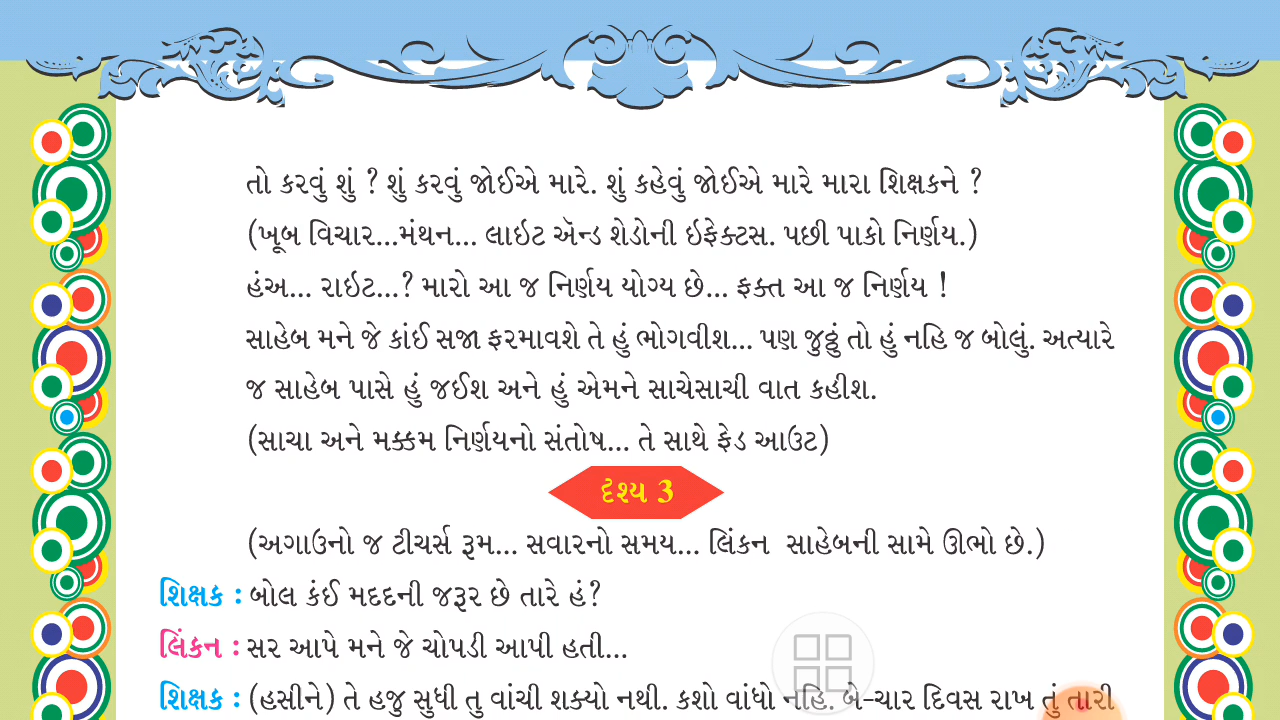 તો કરવું શું ? શું કરવું જોઈએ મારે. શું કહેવું જોઈએ મારે મારા શિક્ષકને ?
(ખૂબ વિચાર...મંથન... લાઇટ ઍન્ડ શેડોની ઇફેક્ટસ. પછી પાકો નિર્ણય.)
હંઅ... રાઇટ...? મારો આ જ નિર્ણય યોગ્ય છે... ફક્ત આ જ નિર્ણય !
સાહેબ મને જે કાંઈ સજા ફરમાવશે તે હું ભોગવીશ... પણ જુઠ્ઠું તો હું નહિ જ બોલું. અત્યારે
જ સાહેબ પાસે હું જઈશ અને હું એમને સાચેસાચી વાત કહીશ.
(સાચા અને મક્કમ નિર્ણયનો સંતોષ... તે સાથે ફેડ આઉટ)
દૃશ્ય 3
(અગાઉનો જ ટીચર્સ રૂમ... સવારનો સમય... લિંકન સાહેબની સામે ઊભો છે.)
શિક્ષક : બોલ કંઈ મદદની જરૂર છે તારે હં?
લિંકન : સર આપે મને જે ચોપડી આપી હતી...
શિક્ષક : (હસીને) તે હજુ સુધી તુ વાંચી શક્યો નથી. કશો વાંધો નહિ. બે-ચાર દિવસ રાખ તું તારી